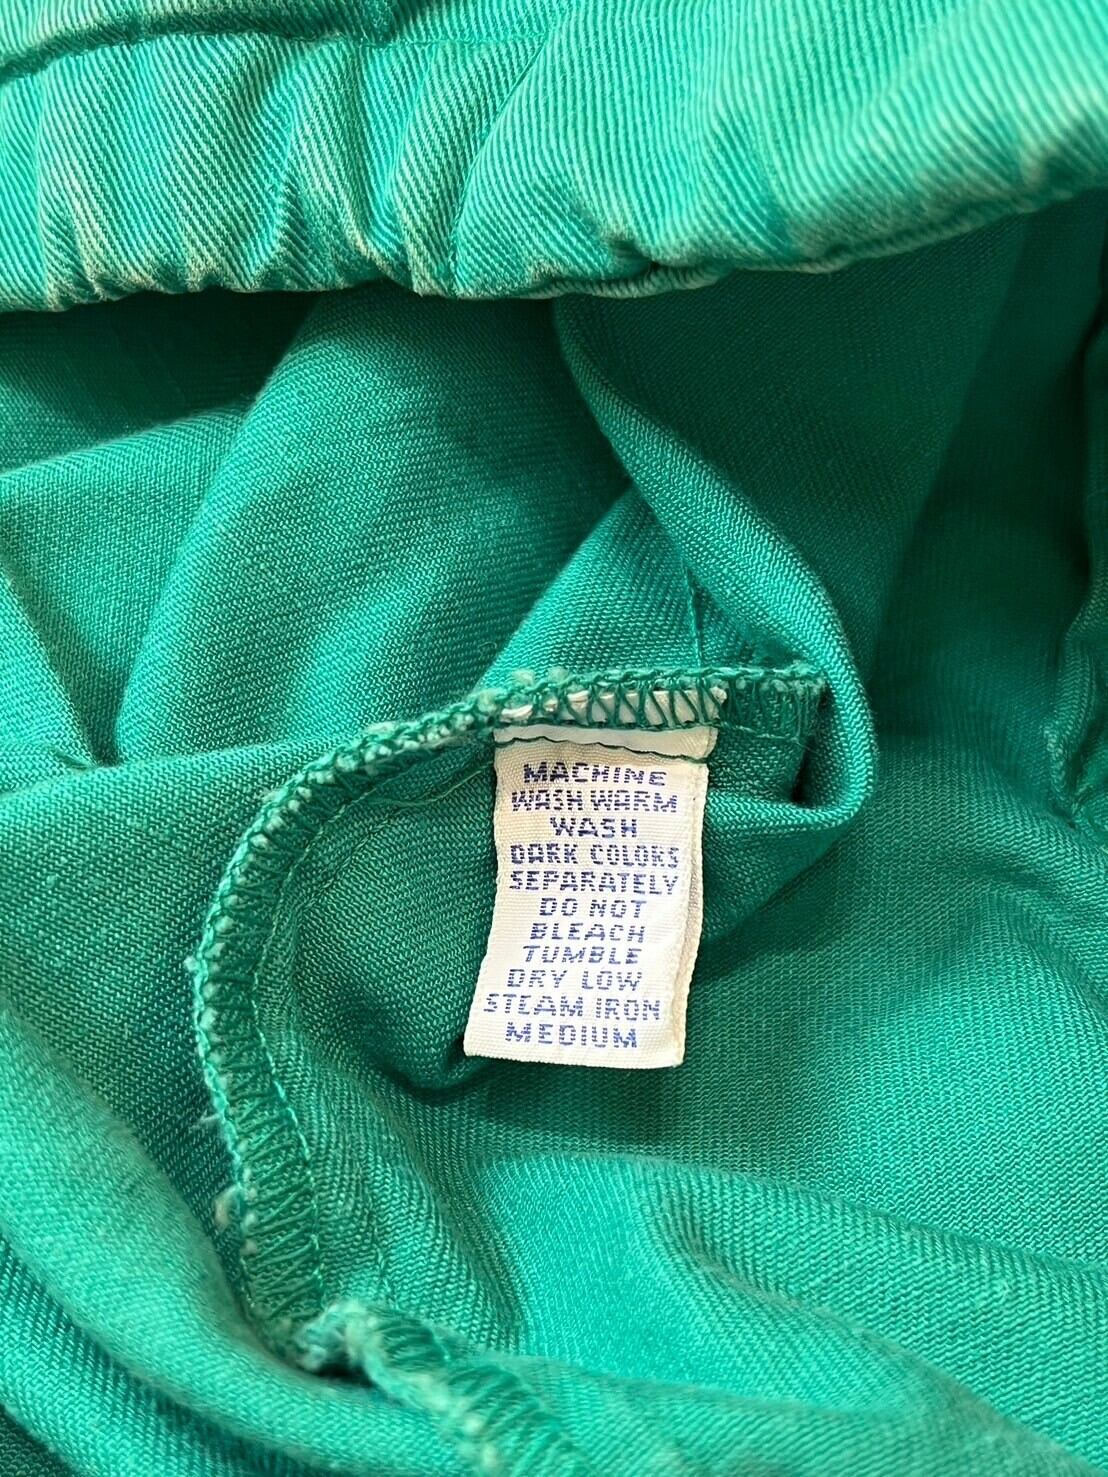 MACHINE
WASH WARM
WASH
DARK COLORS
SEPARATELY
DO NOT
BLEACH
TUMBLE
DRY LOW
STEAM IRON
MEDIUM